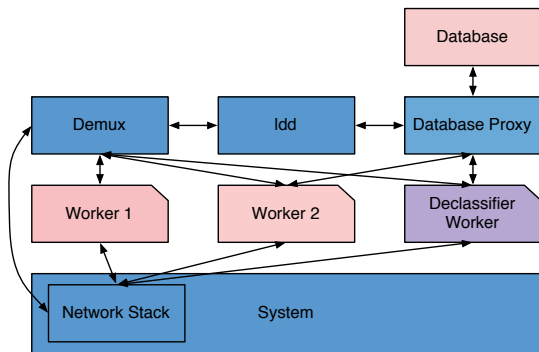 Database
Demux
Idd
Database Proxy
Worker 1
Worker 2
Declassifier
Worker
Network Stack
System